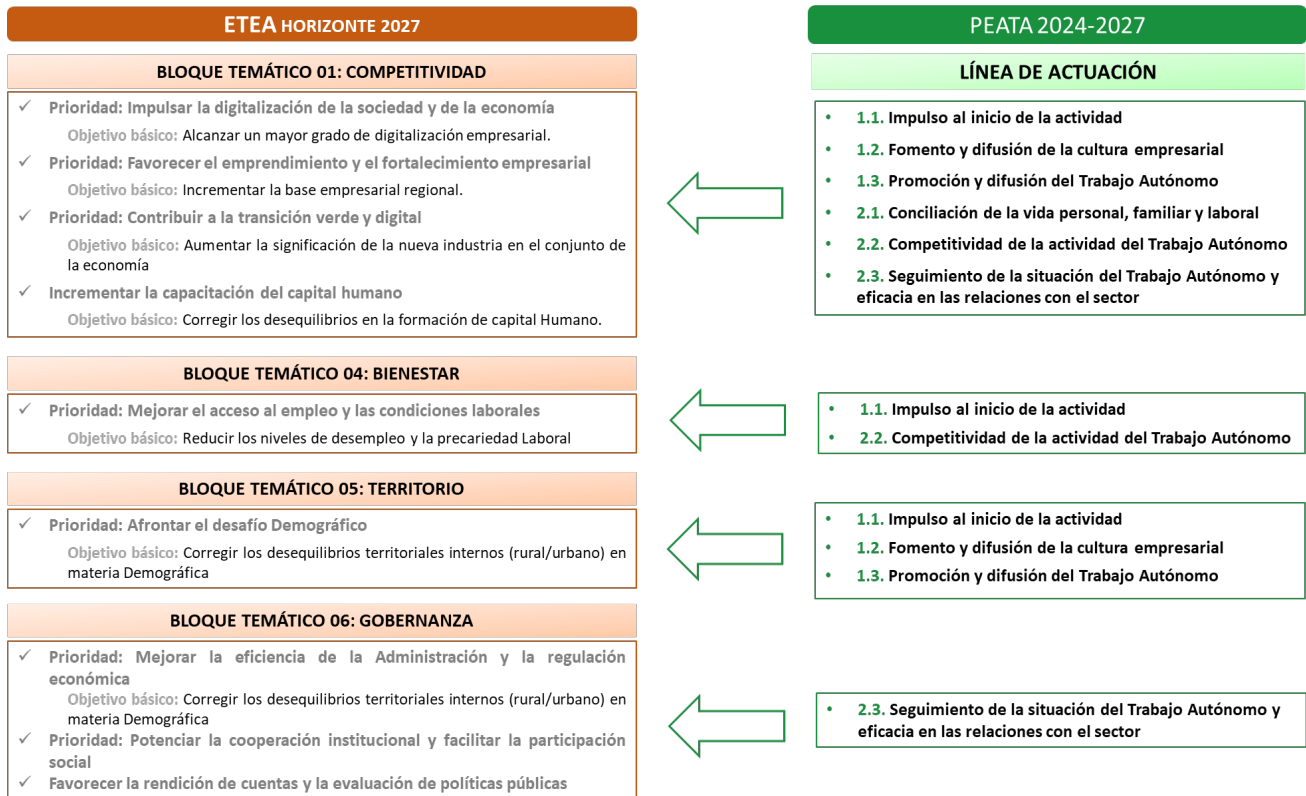 ETEA HORIZONTE 2027
PEATA 2024-2027
BLOQUE TEMÁTICO 01: COMPETITIVIDAD
✓ Prioridad: Impulsar la digitalización de la sociedad y de la economía
Objetivo básico: Alcanzar un mayor grado de digitalización empresarial.
✓ Prioridad: Favorecer el emprendimiento y el fortalecimiento empresarial
Objetivo básico: Incrementar la base empresarial regional.
✓ Prioridad: Contribuir a la transición verde y digital
Objetivo básico: Aumentar la significación de la nueva industria en el conjunto de
la economía
✓ Incrementar la capacitación del capital humano
Objetivo básico: Corregir los desequilibrios en la formación de capital Humano.
LÍNEA DE ACTUACIÓN
• 1.1. Impulso al inicio de la actividad
• 1.2. Fomento y difusión de la cultura empresarial
• 1.3. Promoción y difusión del Trabajo Autónomo
• 2.1. Conciliación de la vida personal, familiar y laboral
• 2.2. Competitividad de la actividad del Trabajo Autónomo
• 2.3. Seguimiento de la situación del Trabajo Autónomo y
eficacia en las relaciones con el sector
BLOQUE TEMÁTICO 04: BIENESTAR
✓ Prioridad: Mejorar el acceso al empleo y las condiciones laborales
Objetivo básico: Reducir los niveles de desempleo y la precariedad Laboral
• 1.1. Impulso al inicio de la actividad
• 2.2. Competitividad de la actividad del Trabajo Autónomo
BLOQUE TEMÁTICO 05: TERRITORIO
✓ Prioridad: Afrontar el desafío Demográfico
Objetivo básico: Corregir los desequilibrios territoriales internos (rural/urbano) en
materia Demográfica
• 1.1. Impulso al inicio de la actividad
• 1.2. Fomento y difusión de la cultura empresarial
• 1.3. Promoción y difusión del Trabajo Autónomo
BLOQUE TEMÁTICO 06: GOBERNANZA
✓ Prioridad: Mejorar la eficiencia de la Administración y la regulación
económica
Objetivo básico: Corregir los desequilibrios territoriales internos (rural/urbano) en
materia Demográfica
✓ Prioridad: Potenciar la cooperación institucional y facilitar la participación
social
✓ Favorecer la rendición de cuentas y la evaluación de políticas públicas
• 2.3. Seguimiento de la situación del Trabajo Autónomo y
eficacia en las relaciones con el sector